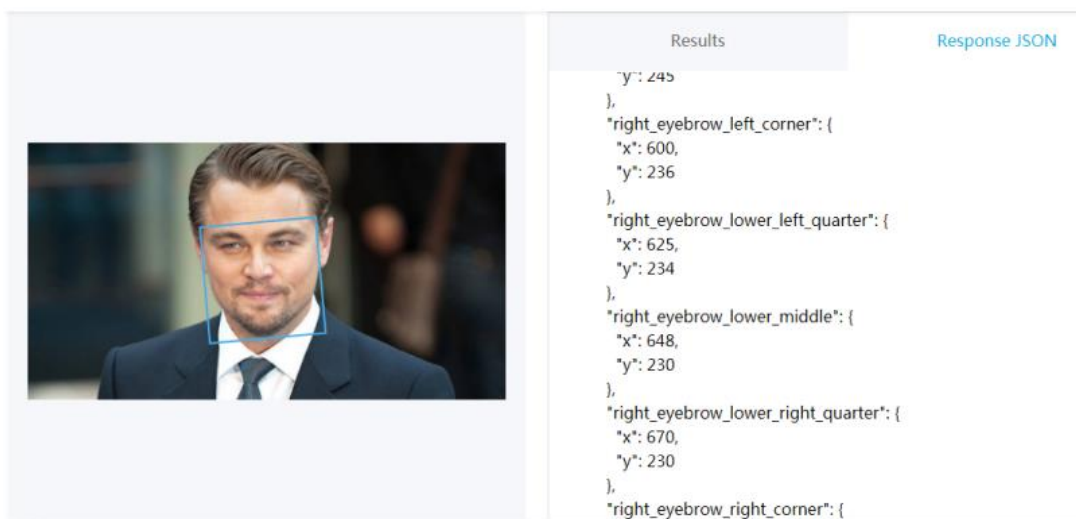 Results
Response JSON
"y": 245
},
"right_eyebrow_left_corner": {
"x": 600,
"y": 236
},
"right_eyebrow_lower_left_quarter": {
"x": 625,
"y": 234
},
"right_eyebrow_lower_middle": {
"x": 648,
"y": 230
},
"right_eyebrow_lower_right_quarter": {
"x": 670,
"y": 230
},
"right_eyebrow_right_corner": {